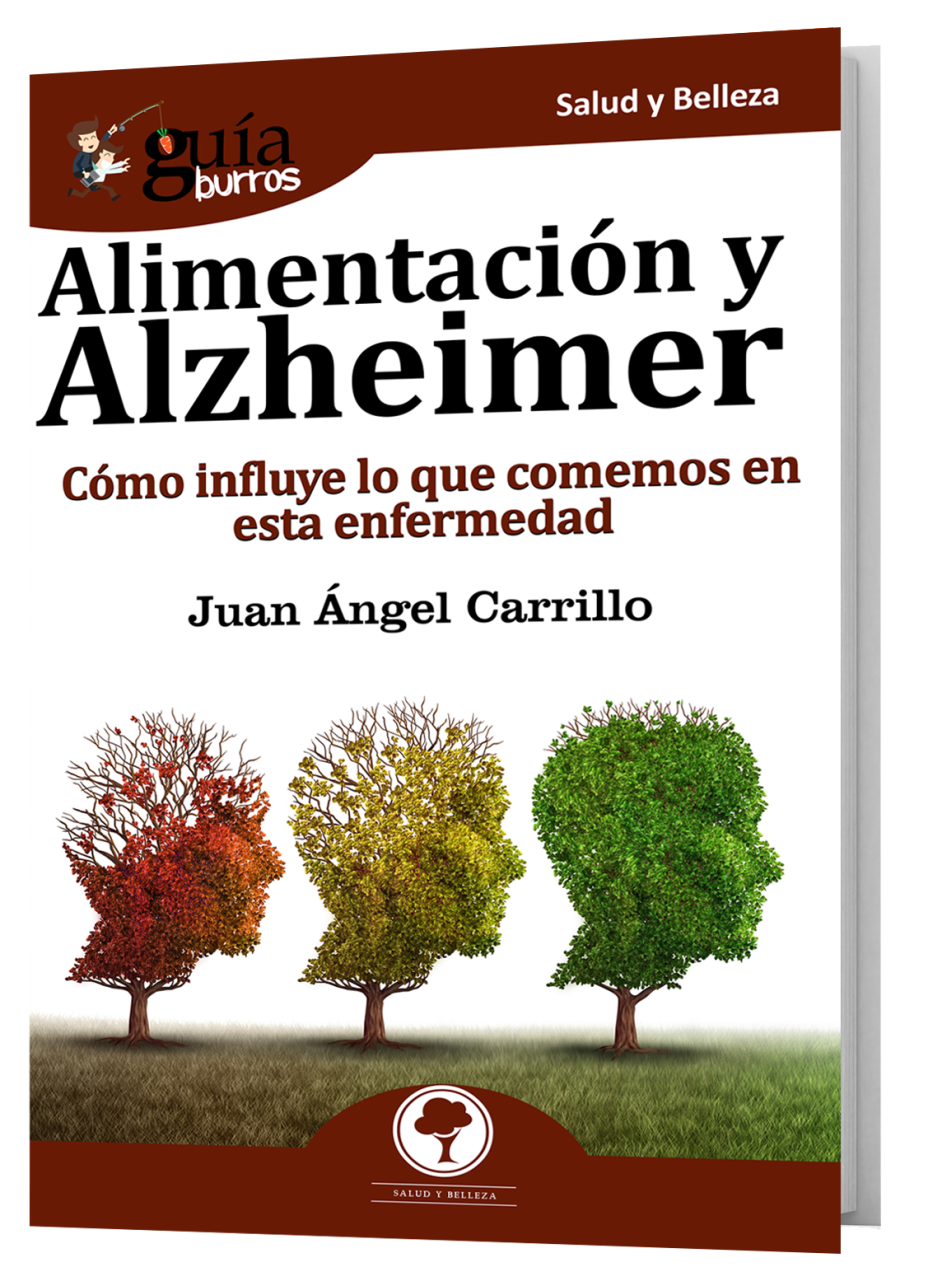 Salud y Belleza
guía
burros
Alimentación y
Alzheimer
Cómo influye lo que comemos en
esta enfermedad
Juan Ángel Carrillo
SALUD Y BELLEZA